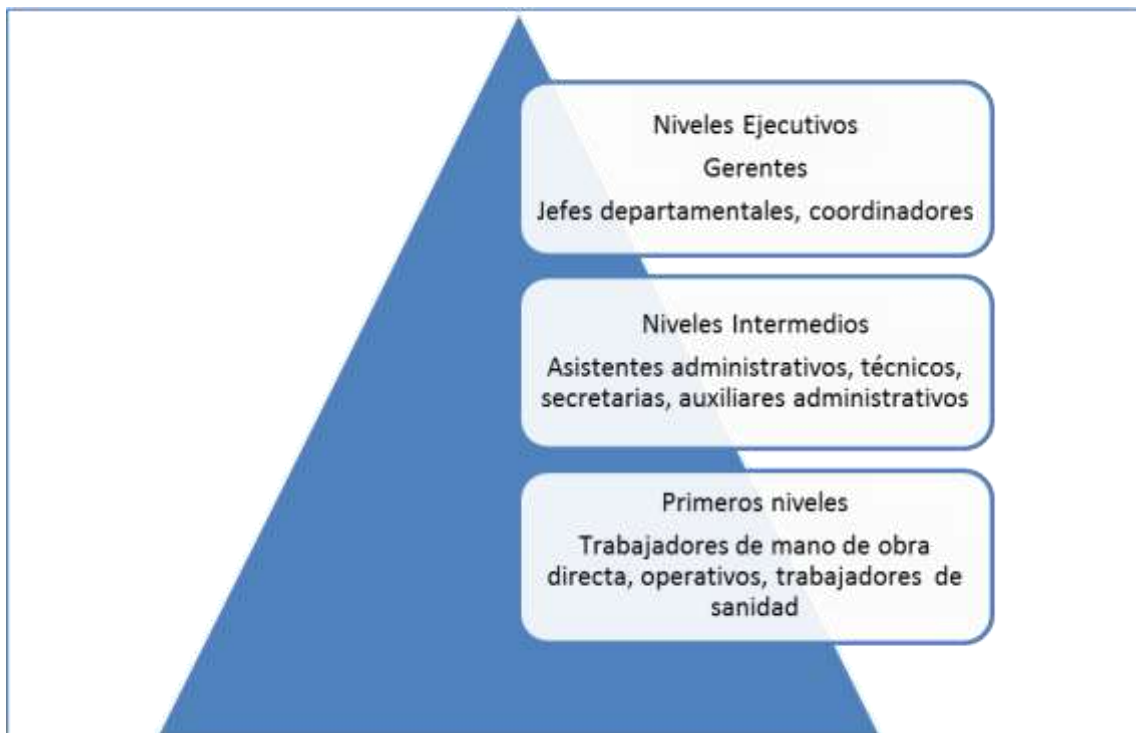 Niveles Ejecutivos
Gerentes
Jefes departamentales, coordinadores
Niveles Intermedios
Asistentes administrativos, técnicos,
secretarias, auxiliares administrativos
Primeros niveles
Trabajadores de mano de obra
directa, operativos, trabajadores de
sanidad